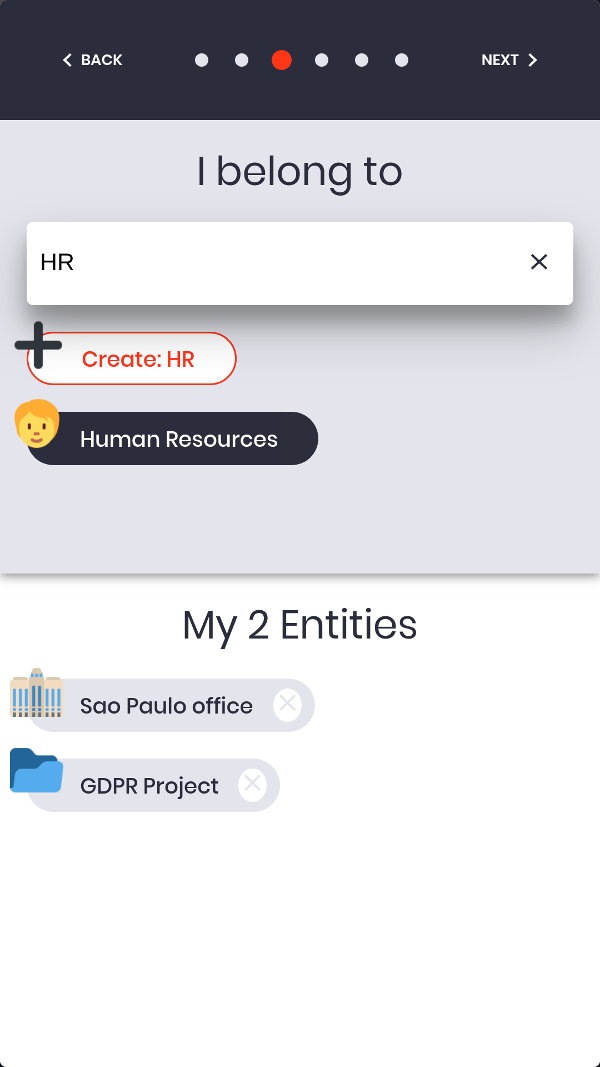 BACK
NEXT
I belong to
HR
Create: HR
Human Resources
My 2 Entities
Sao Paulo office
GDPR Project